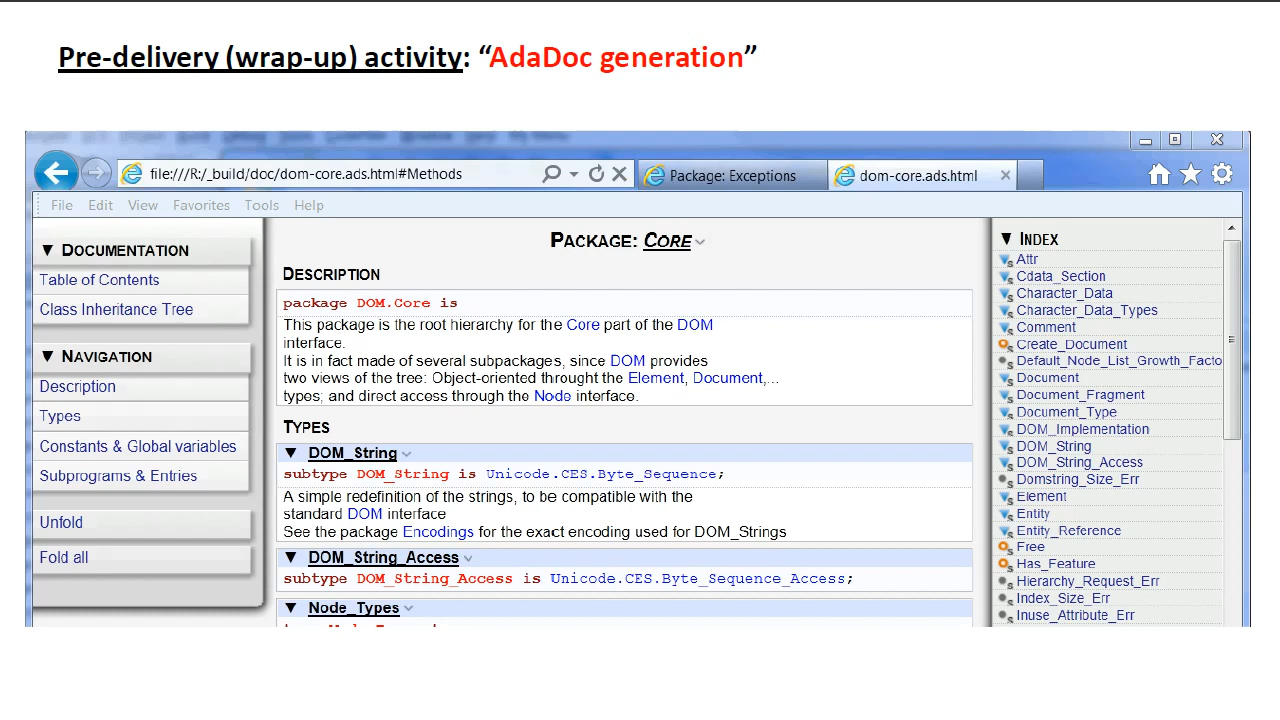 Pre-delivery (wrap-up) activity: “AdaDoc generation”
file:///R:/_build/doc/dom-core.ads.html#Methods
Package: Exceptions
dom-core.ads.html
File Edit View Favorites Tools Help
▼ DOCUMENTATION
Table of Contents
Class Inheritance Tree
▼ NAVIGATION
Description
Types
Constants & Global variables
Subprograms & Entries
Unfold
Fold all
PACKAGE: CORE
DESCRIPTION
package DOM.Core is
This package is the root hierarchy for the Core part of the DOM
interface.
It is in fact made of several subpackages, since DOM provides
two views of the tree: Object-oriented throught the Element, Document,...
types; and direct access through the Node interface.
TYPES
▼ DOM_String
subtype DOM_String is Unicode.CES.Byte_Sequence;
A simple redefinition of the strings, to be compatible with the
standard DOM interface
See the package Encodings for the exact encoding used for DOM_Strings
▼ DOM_String_Access
subtype DOM_String_Access is Unicode.CES.Byte_Sequence_Access;
▼ Node_Types
▼ INDEX
Attr
Cdata_Section
Character_Data
Character_Data_Types
Comment
Create_Document
Default_Node_List_Growth_Facto
Document
Document_Fragment
Document_Type
DOM_Implementation
DOM_String
DOM_String_Access
Domstring_Size_Err
Element
Entity
Entity_Reference
Free
Has_Feature
Hierarchy_Request_Err
Index_Size_Err
Inuse_Attribute_Err